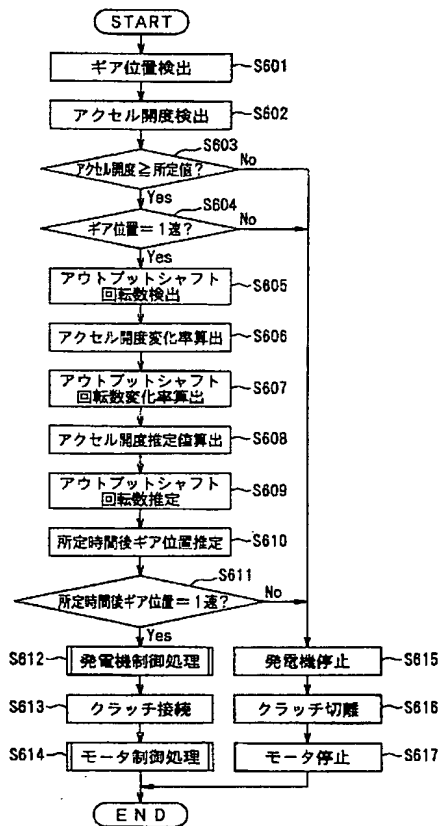 START
ギア位置検出
S601
アクセル開度検出
S602
S603
アクセル開度≧所定値?
No
Yes
S604
ギア位置=1速?
No
Yes
アウトプットシャフト
回転数検出
S605
アクセル開度変化率算出
S606
アウトプットシャフト
回転数変化率算出
S607
アクセル開度推定値算出
S608
アウトプットシャフト
回転数推定
S609
所定時間後ギア位置推定
S610
S611
所定時間後ギア位置=1速?
No
Yes
S612
発電機制御処理
発電機停止
S615
S613
クラッチ接続
クラッチ切離
S616
S614
モータ制御処理
モータ停止
S617
END